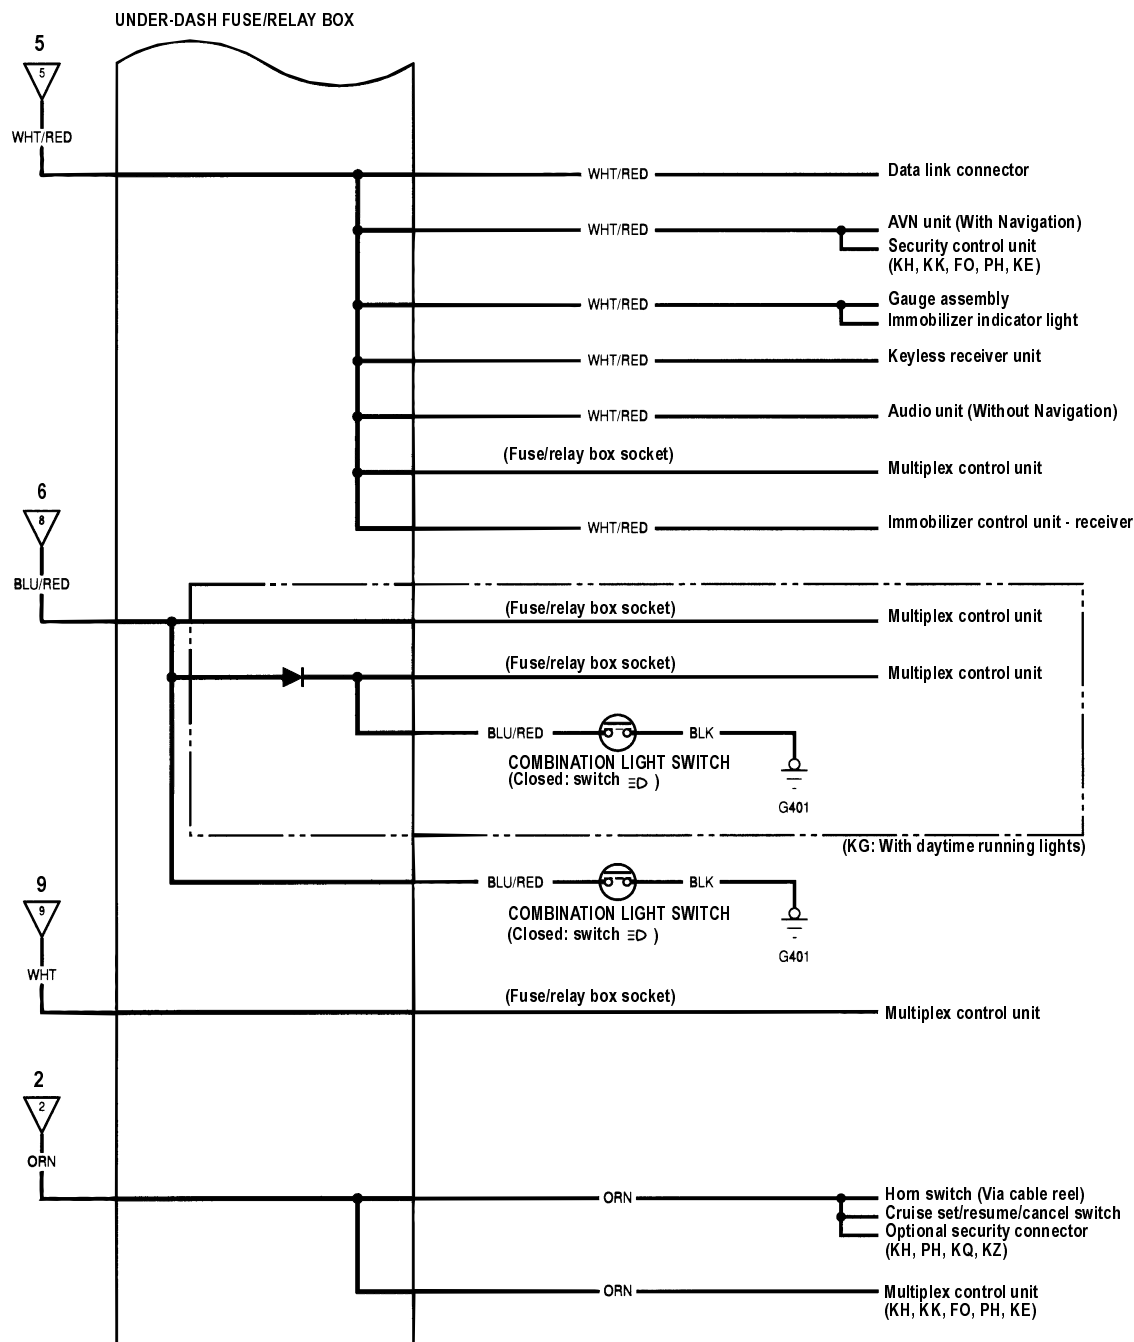 UNDER-DASH FUSE/RELAY BOX
5
5
WHT/RED
WHT/RED
Data link connector
WHT/RED
AVN unit (With Navigation)
Security control unit
(KH, KK, FO, PH, KE)
WHT/RED
Gauge assembly
Immobilizer indicator light
WHT/RED
Keyless receiver unit
WHT/RED
Audio unit (Without Navigation)
(Fuse/relay box socket)
Multiplex control unit
WHT/RED
Immobilizer control unit - receiver
6
8
BLU/RED
(Fuse/relay box socket)
Multiplex control unit
(Fuse/relay box socket)
Multiplex control unit
BLU/RED
BLK
COMBINATION LIGHT SWITCH
(Closed: switch )
G401
(KG: With daytime running lights)
BLU/RED
BLK
COMBINATION LIGHT SWITCH
(Closed: switch )
G401
9
9
WHT
(Fuse/relay box socket)
Multiplex control unit
2
2
ORN
ORN
Horn switch (Via cable reel)
Cruise set/resume/cancel switch
Optional security connector
(KH, PH, KQ, KZ)
ORN
Multiplex control unit
(KH, KK, FO, PH, KE)